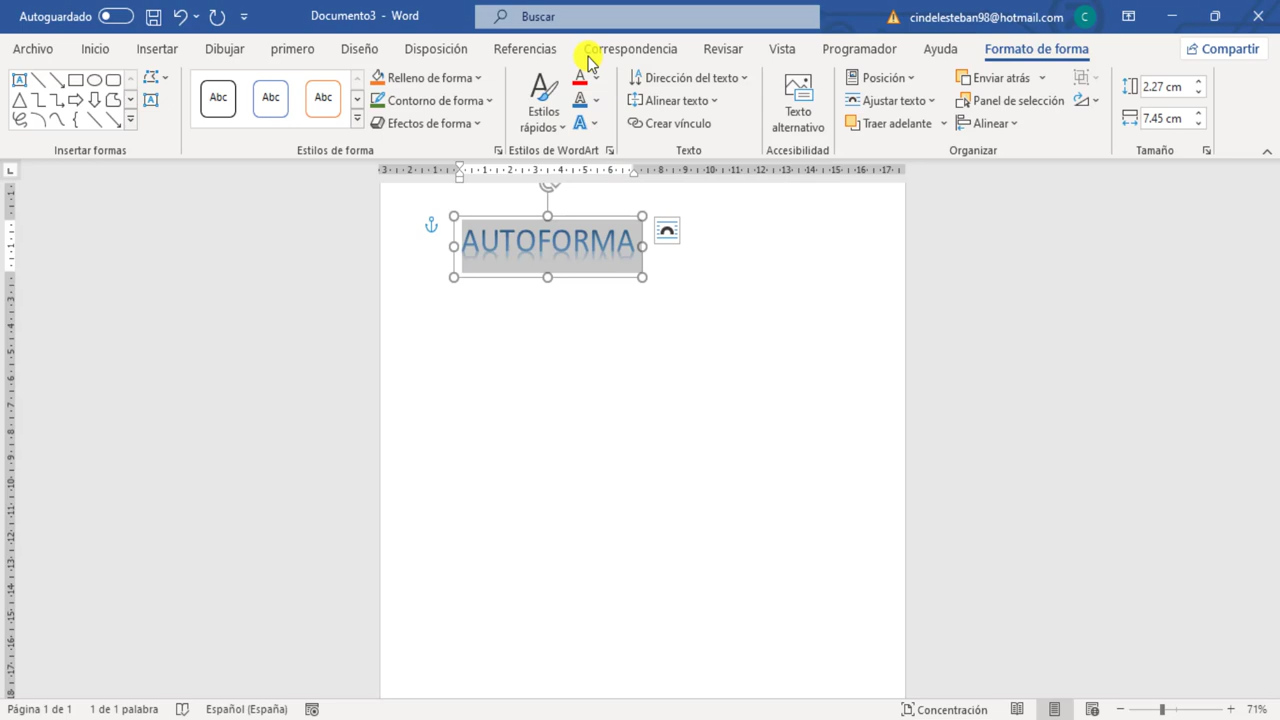 Autoguardado
Documento3 - Word
Buscar
cindelesteban98@hotmail.com
C
Archivo Inicio Insertar Dibujar primero Diseño Disposición Referencias Correspondencia Revisar Vista Programador Ayuda Formato de forma
Compartir
Abc Abc Abc
Relleno de forma
Contorno de forma
Efectos de forma
Estilos
rápidos
Dirección del texto
Alinear texto
Crear vínculo
Texto
alternativo
Posición
Ajustar texto
Traer adelante
Enviar atrás
Panel de selección
Alinear
2.27 cm
7.45 cm
Insertar formas Estilos de forma Estilos de WordArt Texto Accesibilidad Organizar Tamaño
AUTOFORMA
Página 1 de 1 1 de 1 palabra Español (España) Concentración 71%